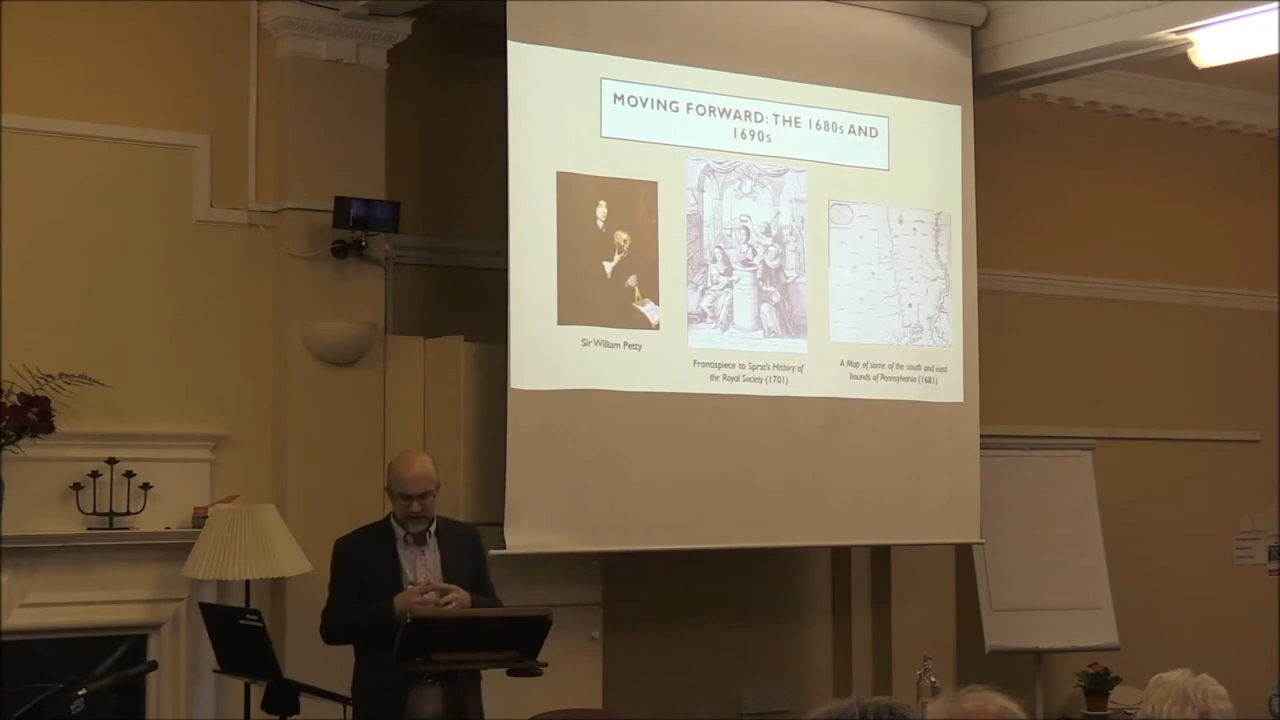 MOVING FORWARD: THE 1680s AND
1690s
Sir William Petty
Frontispiece to Sprat's History of
the Royal Society (1701)
A Map of some of the south and east
bounds of Pennsylvania (1681)